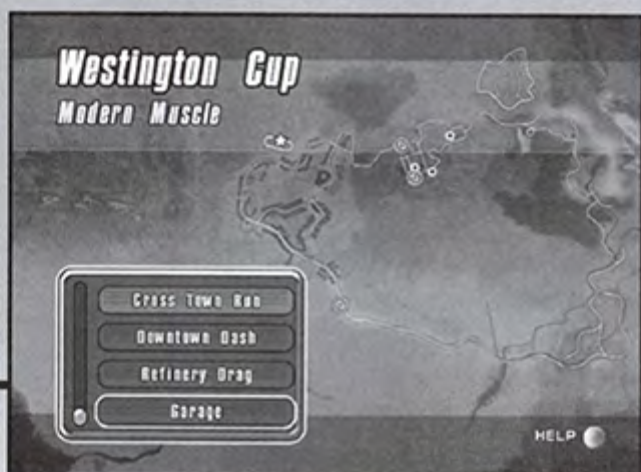 Westington Cup
Modern Muscle
Cross Town Run
Downtown Dash
Refinery Drag
Garage
HELP